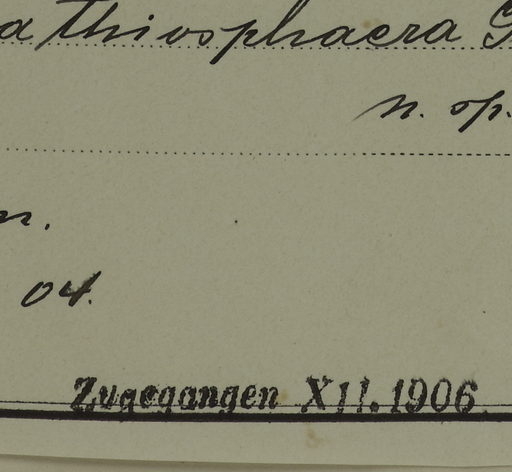 a thiosphaera G
n. sp.
n.
04.
Zugegangen XII. 1906